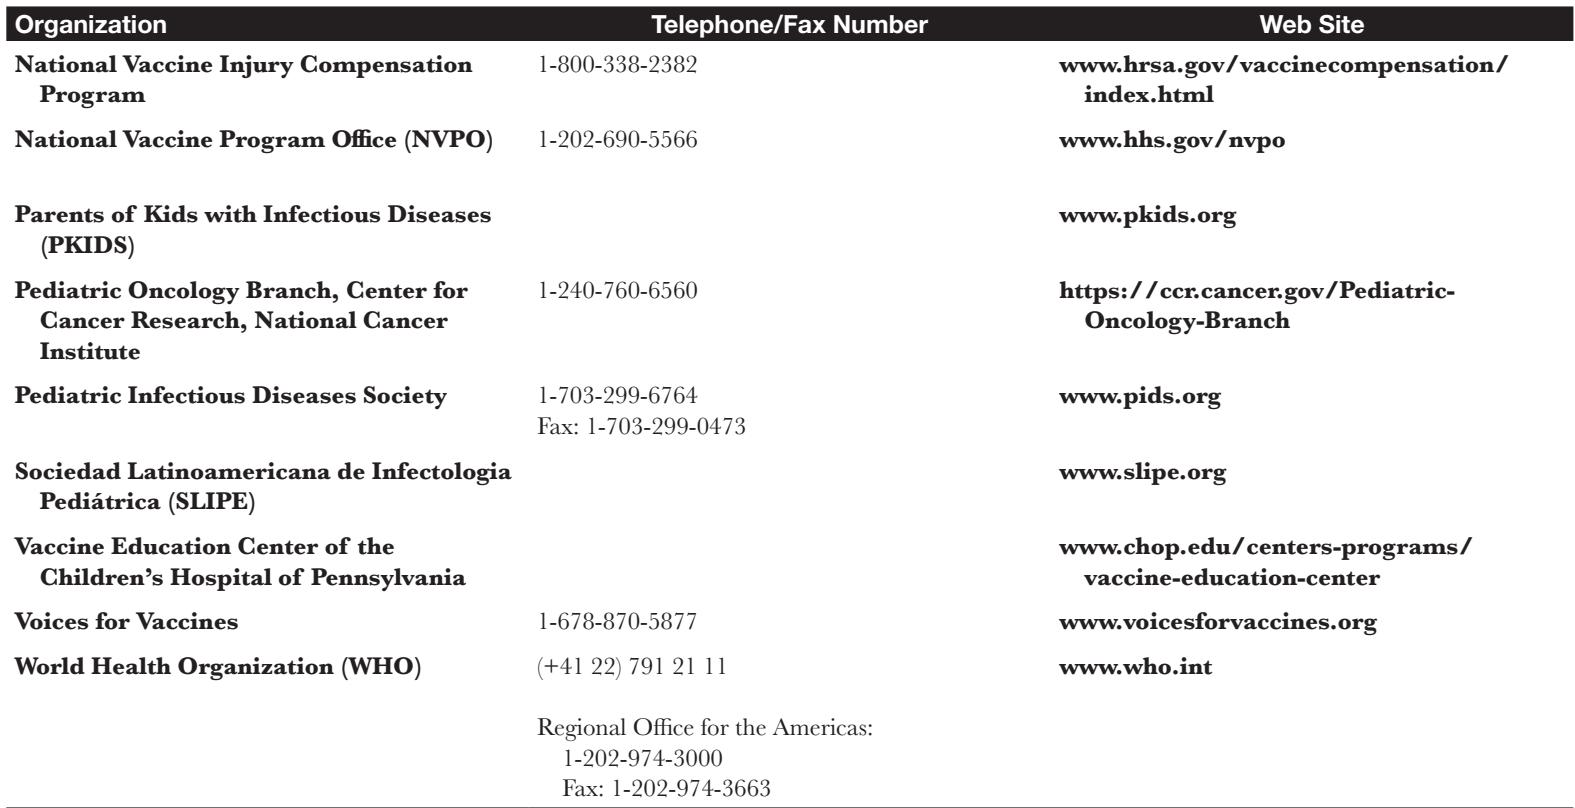 Organization Telephone/Fax Number Web Site
National Vaccine Injury Compensation 1-800-338-2382 www.hrsa.gov/vaccinecompensation/
Program index.html
National Vaccine Program Office (NVPO) 1-202-690-5566 www.hhs.gov/nvpo
Parents of Kids with Infectious Diseases www.pkids.org
(PKIDS)
Pediatric Oncology Branch, Center for 1-240-760-6560 https://ccr.cancer.gov/Pediatric-
Cancer Research, National Cancer Oncology-Branch
Institute
Pediatric Infectious Diseases Society 1-703-299-6764 www.pids.org
Fax: 1-703-299-0473
Sociedad Latinoamericana de Infectologia www.slipe.org
Pediátrica (SLIPE)
Vaccine Education Center of the www.chop.edu/centers-programs/
Children’s Hospital of Pennsylvania vaccine-education-center
Voices for Vaccines 1-678-870-5877 www.voicesforvaccines.org
World Health Organization (WHO) (+41 22) 791 21 11 www.who.int
Regional Office for the Americas:
1-202-974-3000
Fax: 1-202-974-3663